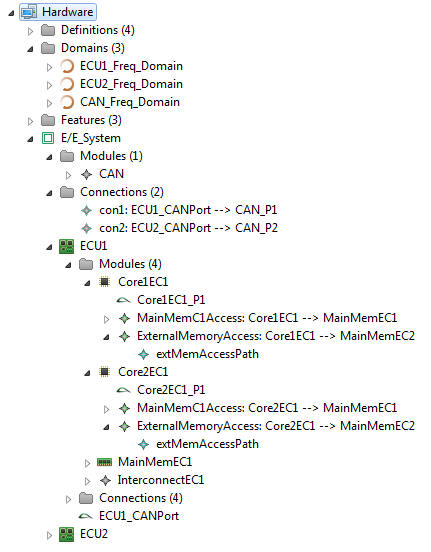 Hardware
Definitions (4)
Domains (3)
ECU1_Freq_Domain
ECU2_Freq_Domain
CAN_Freq_Domain
Features (3)
E/E_System
Modules (1)
CAN
Connections (2)
con1: ECU1_CANPort --> CAN_P1
con2: ECU2_CANPort --> CAN_P2
ECU1
Modules (4)
Core1EC1
Core1EC1_P1
MainMemC1Access: Core1EC1 --> MainMemEC1
ExternalMemoryAccess: Core1EC1 --> MainMemEC2
extMemAccessPath
Core2EC1
Core2EC1_P1
MainMemC1Access: Core2EC1 --> MainMemEC1
ExternalMemoryAccess: Core2EC1 --> MainMemEC2
extMemAccessPath
MainMemEC1
InterconnectEC1
Connections (4)
ECU1_CANPort
ECU2